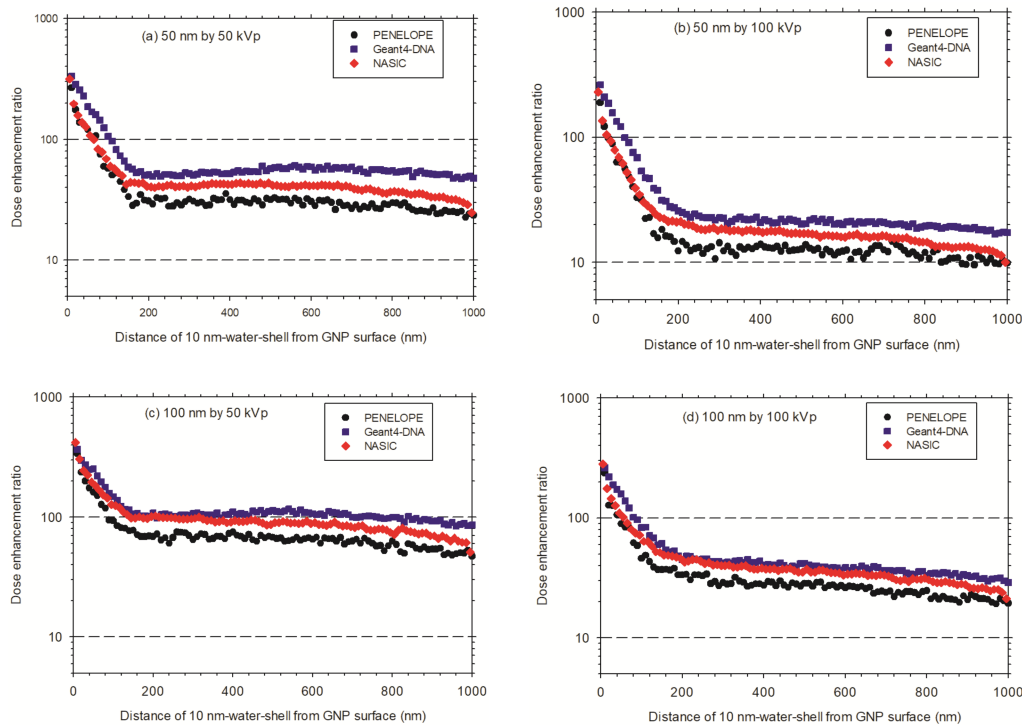 1000
100
10
Dose enhancement ratio
(a) 50 nm by 50 kVp
PENELOPE
Geant4-DNA
NASIC
0 200 400 600 800 1000
Distance of 10 nm-water-shell from GNP surface (nm)
1000
100
10
Dose enhancement ratio
(b) 50 nm by 100 kVp
PENELOPE
Geant4-DNA
NASIC
0 200 400 600 800 1000
Distance of 10 nm-water-shell from GNP surface (nm)
1000
100
10
Dose enhancement ratio
(c) 100 nm by 50 kVp
PENELOPE
Geant4-DNA
NASIC
0 200 400 600 800 1000
Distance of 10 nm-water-shell from GNP surface (nm)
1000
100
10
Dose enhancement ratio
(d) 100 nm by 100 kVp
PENELOPE
Geant4-DNA
NASIC
0 200 400 600 800 1000
Distance of 10 nm-water-shell from GNP surface (nm)